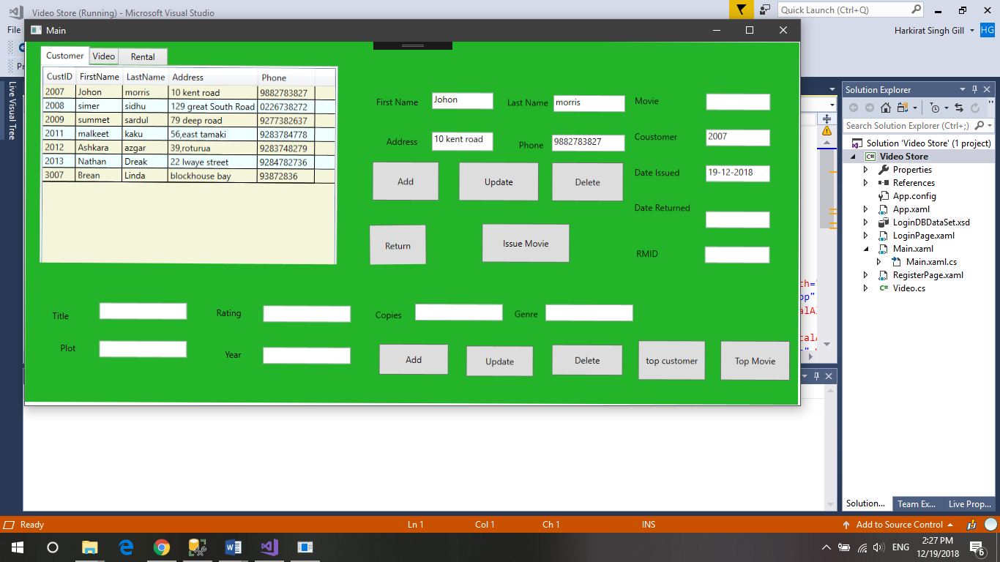 Video Store (Running) - Microsoft Visual Studio
Quick Launch (Ctrl+Q)
File
Harkirat Singh Gill
HG
Main
Live Visual Tree
Customer Video Rental
CustID FirstName LastName Address Phone
2007 Johon morris 10 kent road 9882783827
2008 simer sidhu 129 great South Road 0226738272
2009 summet sardul 79 deep road 9277382637
2011 malkeet kaku 56,east tamaki 9283784778
2012 Ashkara azgar 39,roturua 9283748279
2013 Nathan Dreak 22 lwaye street 9284782736
3007 Brean Linda blockhouse bay 93872836
First Name Johon Last Name morris
Address 10 kent road Phone 9882783827
Add Update Delete
Return Issue Movie
Movie
Coustomer 2007
Date Issued 19-12-2018
Date Returned
RMID
Title Rating Copies Genre
Plot Year
Add Update Delete top customer Top Movie
Solution Explorer
Search Solution Explorer (Ctrl+;)
Solution 'Video Store' (1 project)
C# Video Store
Properties
References
App.config
App.xaml
LoginDBDataSet.xsd
LoginPage.xaml
Main.xaml
Main.xaml.cs
RegisterPage.xaml
C# Video.cs
Solution... Team Ex... Live Prop...
Ready Ln 1 Col 1 Ch 1 INS Add to Source Control
ENG
2:27 PM
12/19/2018
6